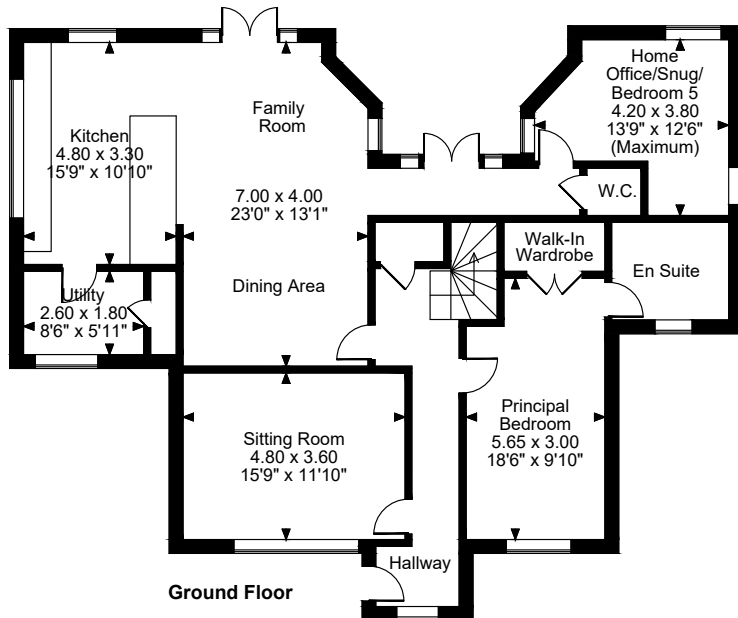 Home
Office/Snug/
Bedroom 5
4.20 x 3.80
13'9" x 12'6"
(Maximum)
Family
Room
Kitchen
4.80 x 3.30
15'9" x 10'10"
7.00 x 4.00
23'0" x 13'1"
W.C.
Walk-In
Wardrobe
En Suite
Dining Area
Utility
2.60 x 1.80
8'6" x 5'11"
Principal
Bedroom
5.65 x 3.00
18'6" x 9'10"
Sitting Room
4.80 x 3.60
15'9" x 11'10"
Hallway
Ground Floor